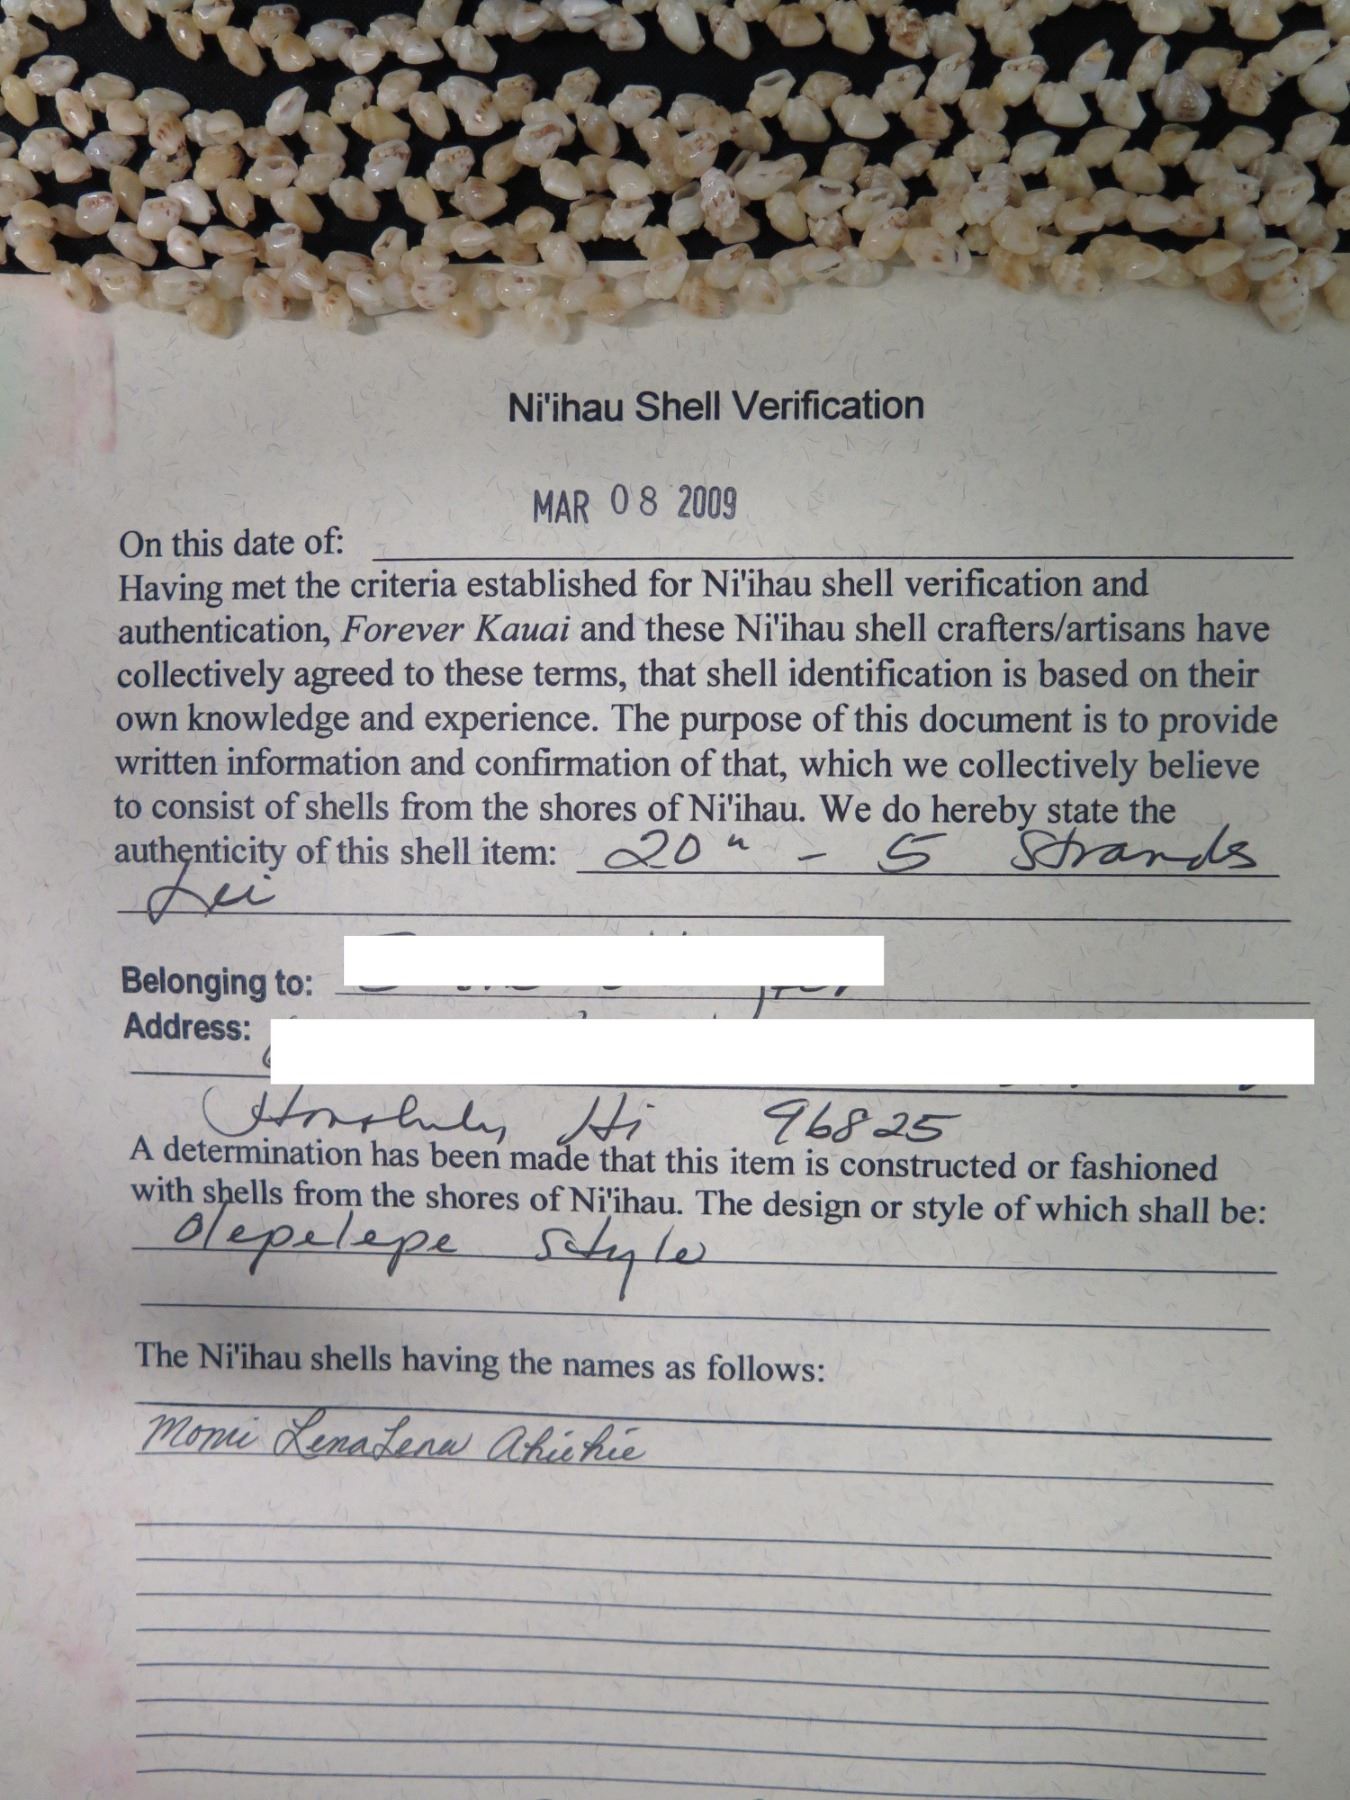 Ni'ihau Shell Verification
MAR 08 2009
On this date of:
Having met the criteria established for Ni'ihau shell verification and
authentication, Forever Kauai and these Ni'ihau shell crafters/artisans have
collectively agreed to these terms, that shell identification is based on their
own knowledge and experience. The purpose of this document is to provide
written information and confirmation of that, which we collectively believe
to consist of shells from the shores of Ni'ihau. We do hereby state the
authenticity of this shell item: 20" - 5 Strands
Lei
Belonging to:
Address:
Honolulu, Hi 96825
A determination has been made that this item is constructed or fashioned
with shells from the shores of Ni'ihau. The design or style of which shall be:
Olepelepe Style
The Ni'ihau shells having the names as follows:
Momi LenaLena Ahiehie